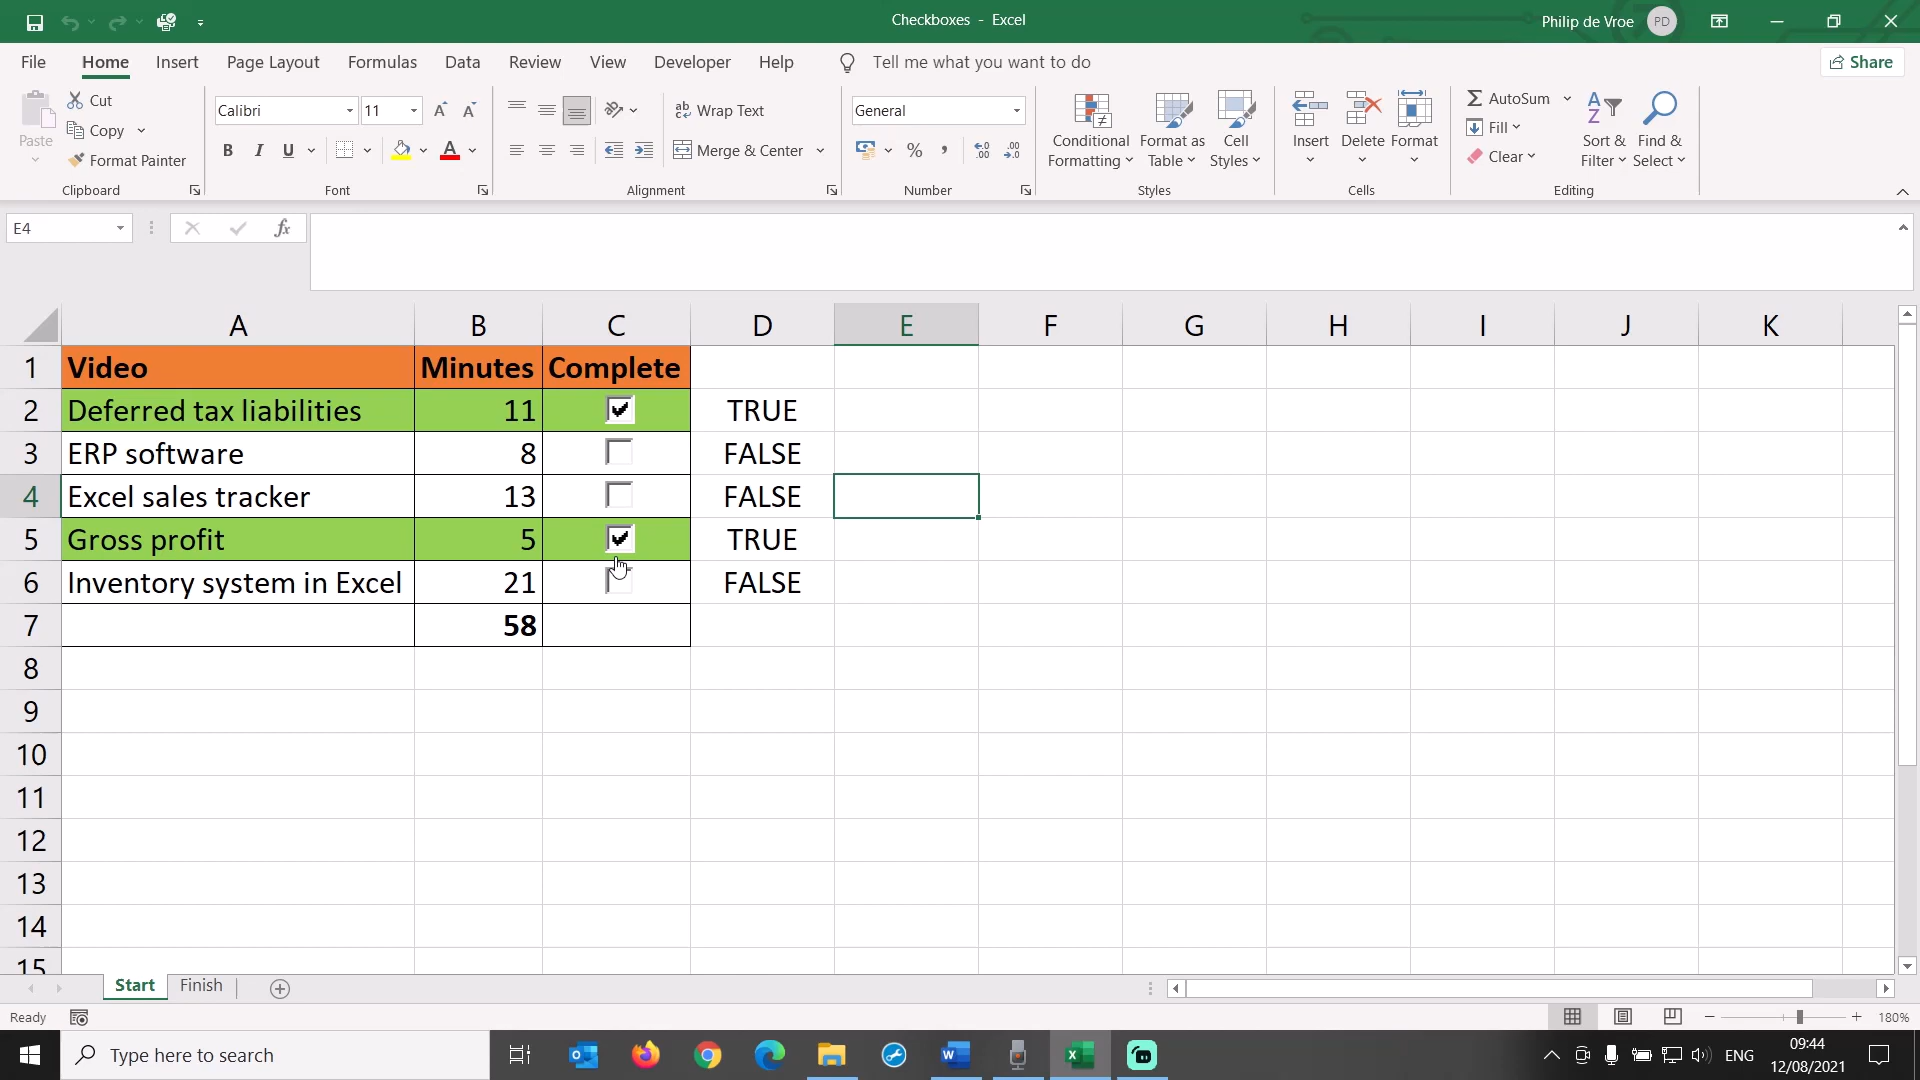 Checkboxes - Excel
Philip de Vroe PD
File Home Insert Page Layout Formulas Data Review View Developer Help Tell me what you want to do Share
Paste
Cut
Copy
Format Painter
Clipboard
Calibri 11
B I U A
Font
ab Wrap Text
Merge & Center
Alignment
General
%
Number
Conditional Formatting
Format as Table
Cell Styles
Styles
Insert Delete Format
Cells
AutoSum
Fill
Clear
Sort & Filter
Find & Select
Editing
E4 fx
A B C D E F G H I J K
1 Video Minutes Complete
2 Deferred tax liabilities 11 TRUE
3 ERP software 8 FALSE
4 Excel sales tracker 13 FALSE
5 Gross profit 5 TRUE
6 Inventory system in Excel 21 FALSE
7 58
8
9
10
11
12
13
14
15
Start Finish
Ready 180%
Type here to search
ENG
09:44
12/08/2021